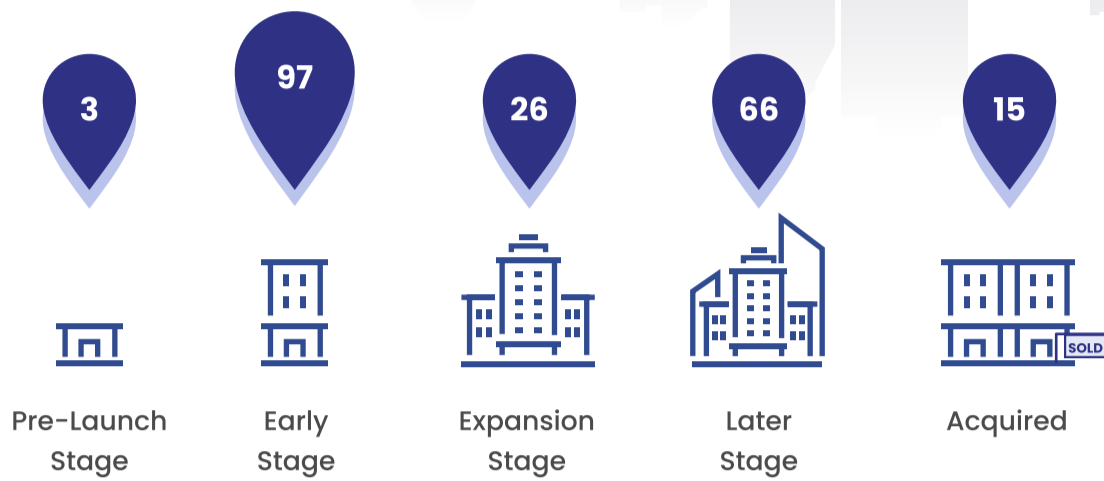 3
97
26
66
15
SOLD
Pre-Launch
Stage
Early
Stage
Expansion
Stage
Later
Stage
Acquired